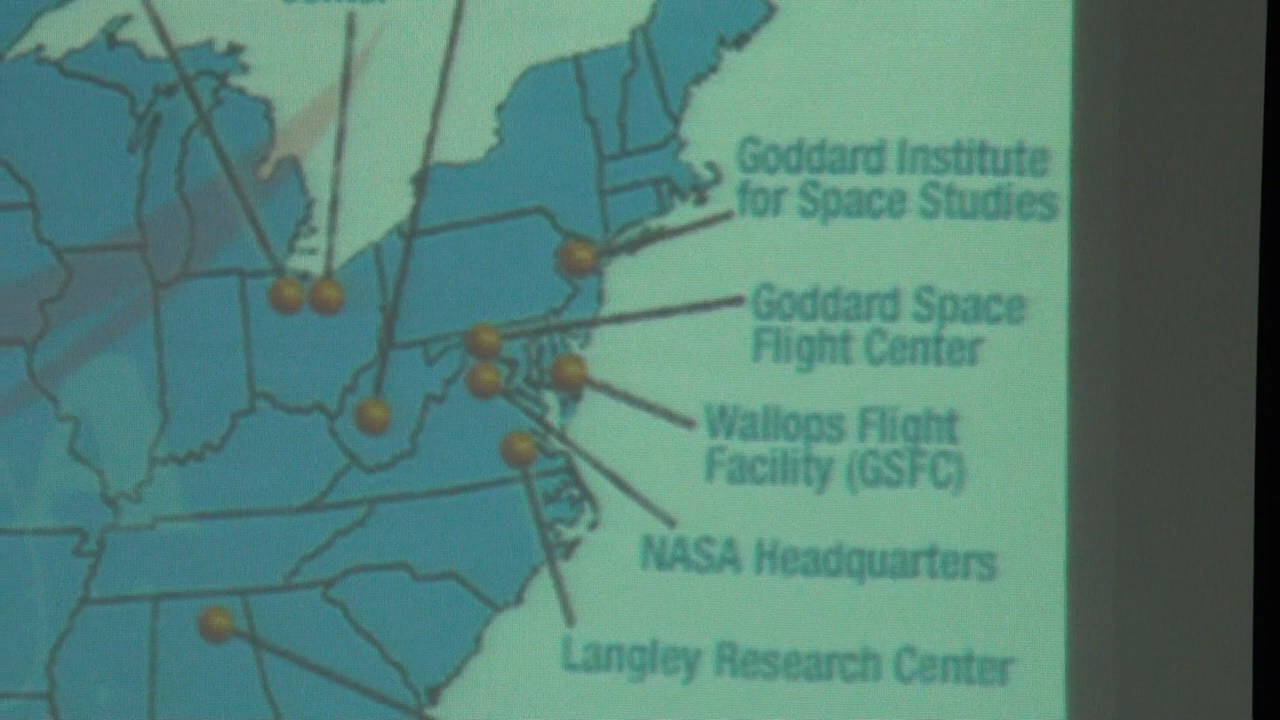 Goddard Institute
for Space Studies
Goddard Space
Flight Center
Wallops Flight
Facility (GSFC)
NASA Headquarters
Langley Research Center